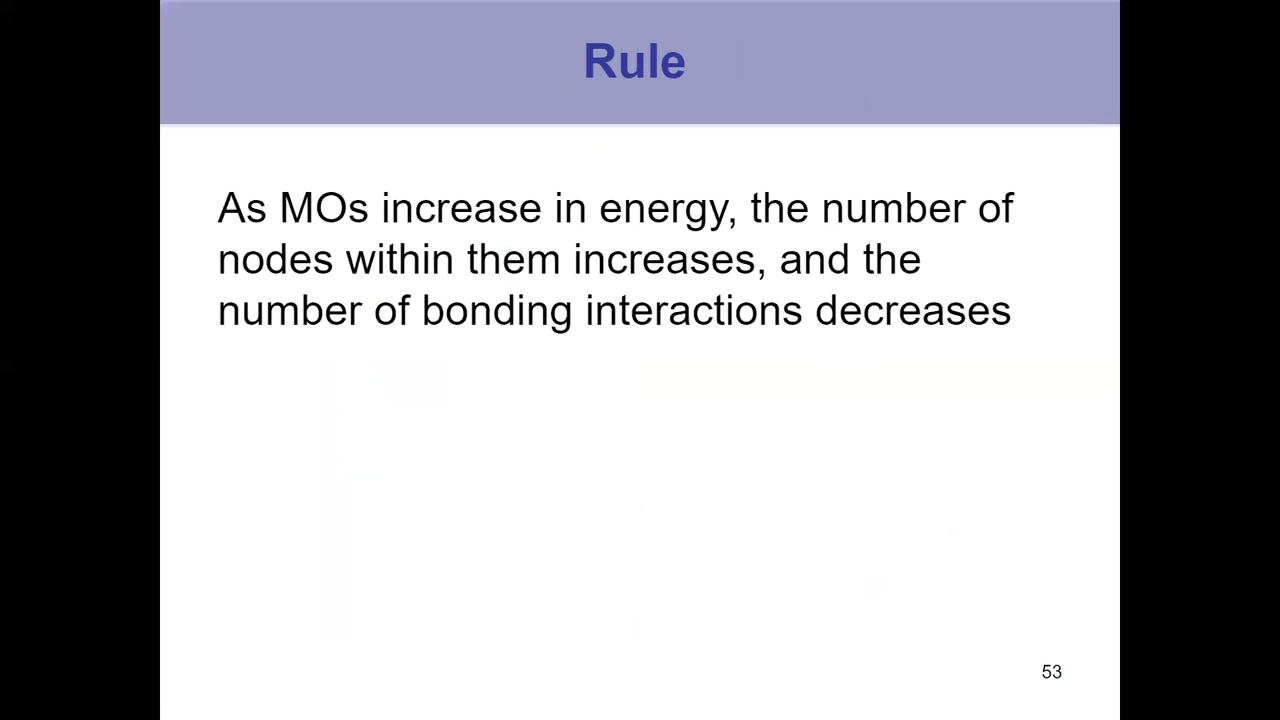 Rule
As MOs increase in energy, the number of
nodes within them increases, and the
number of bonding interactions decreases
53